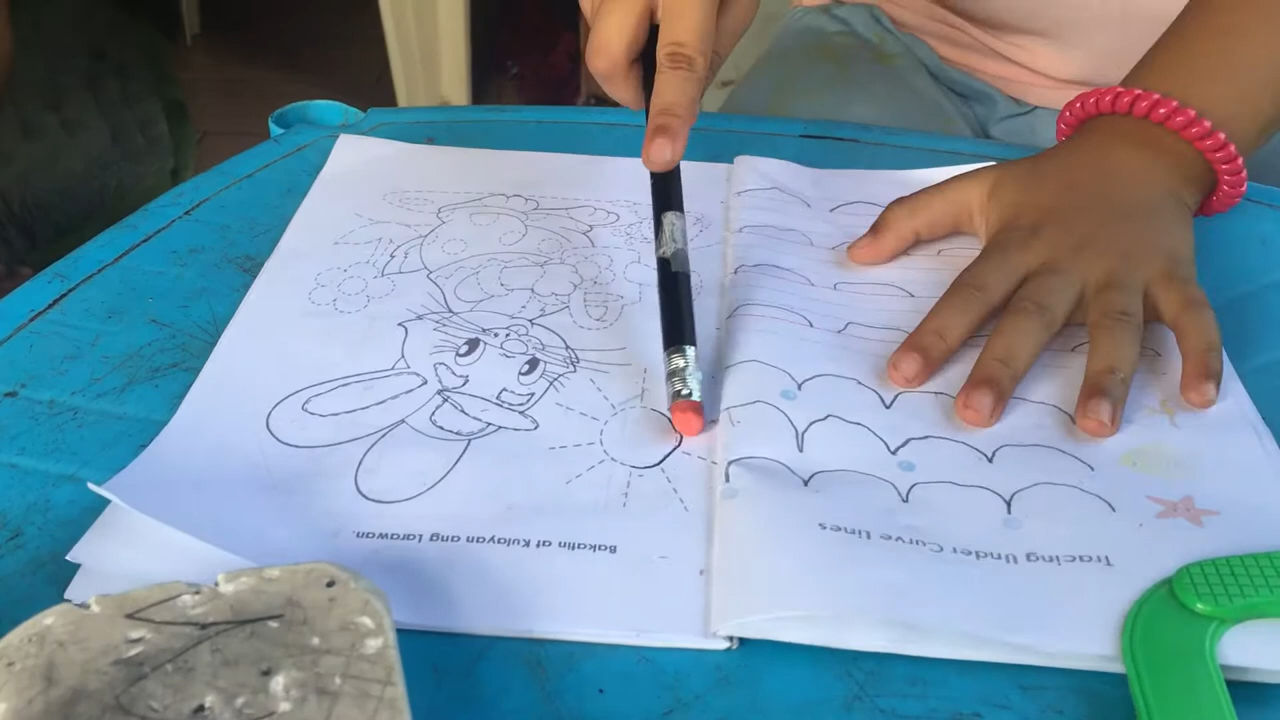 Tracing Under Curve Lines
Bakatin at Kulayan ang Larawan.